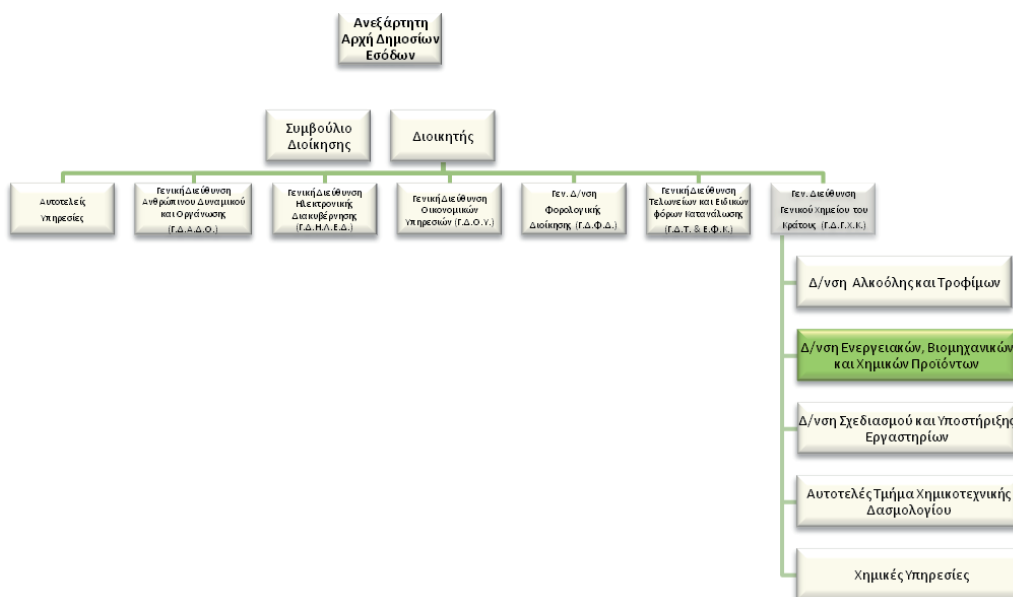 Ανεξάρτητη
Αρχή Δημοσίων
Εσόδων
Συμβούλιο
Διοίκησης
Διοικητής
Αυτοτελείς
Υπηρεσίες
Γενική Διεύθυνση
Ανθρώπινου Δυναμικού
και Οργάνωσης
(Γ.Δ.Α.Δ.Ο.)
Γενική Διεύθυνση
Ηλεκτρονικής
Διακυβέρνησης
(Γ.Δ.Η.Λ.Ε.Δ.)
Γενική Διεύθυνση
Οικονομικών
Υπηρεσιών (Γ.Δ.Ο.Υ.)
Γεν. Δ/νση
Φορολογικής
Διοίκησης (Γ.Δ.Φ.Δ.)
Γενική Διεύθυνση
Τελωνείων και Ειδικών
φόρων Κατανάλωσης
(Γ.Δ.Τ. & Ε.Φ.Κ.)
Γεν. Διεύθυνση
Γενικού Χημείου του
Κράτους (Γ.Δ.Γ.Χ.Κ.)
Δ/νση Αλκοόλης και Τροφίμων
Δ/νση Ενεργειακών, Βιομηχανικών
και Χημικών Προϊόντων
Δ/νση Σχεδιασμού και Υποστήριξης
Εργαστηρίων
Αυτοτελές Τμήμα Χημικοτεχνικής
Δασμολογίου
Χημικές Υπηρεσίες